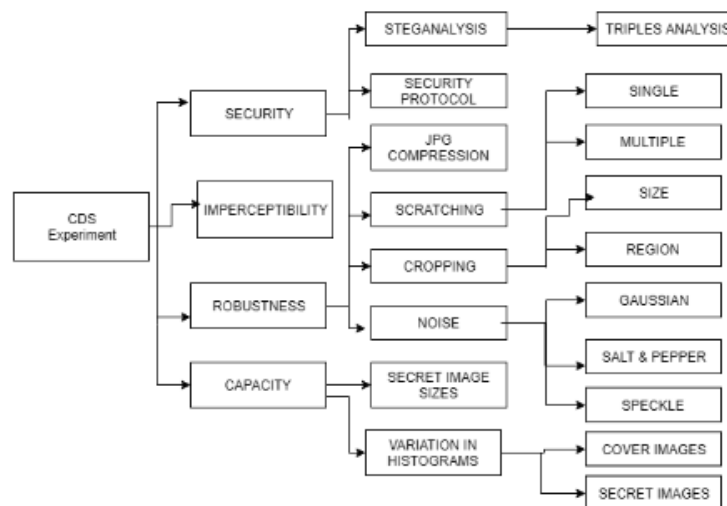 STEGANALYSIS
TRIPLES ANALYSIS
SECURITY
PROTOCOL
SINGLE
SECURITY
JPG
COMPRESSION
MULTIPLE
CDS
Experiment
IMPERCEPTIBILITY
SCRATCHING
SIZE
CROPPING
REGION
ROBUSTNESS
NOISE
GAUSSIAN
SALT & PEPPER
CAPACITY
SECRET IMAGE
SIZES
SPECKLE
VARIATION IN
HISTOGRAMS
COVER IMAGES
SECRET IMAGES